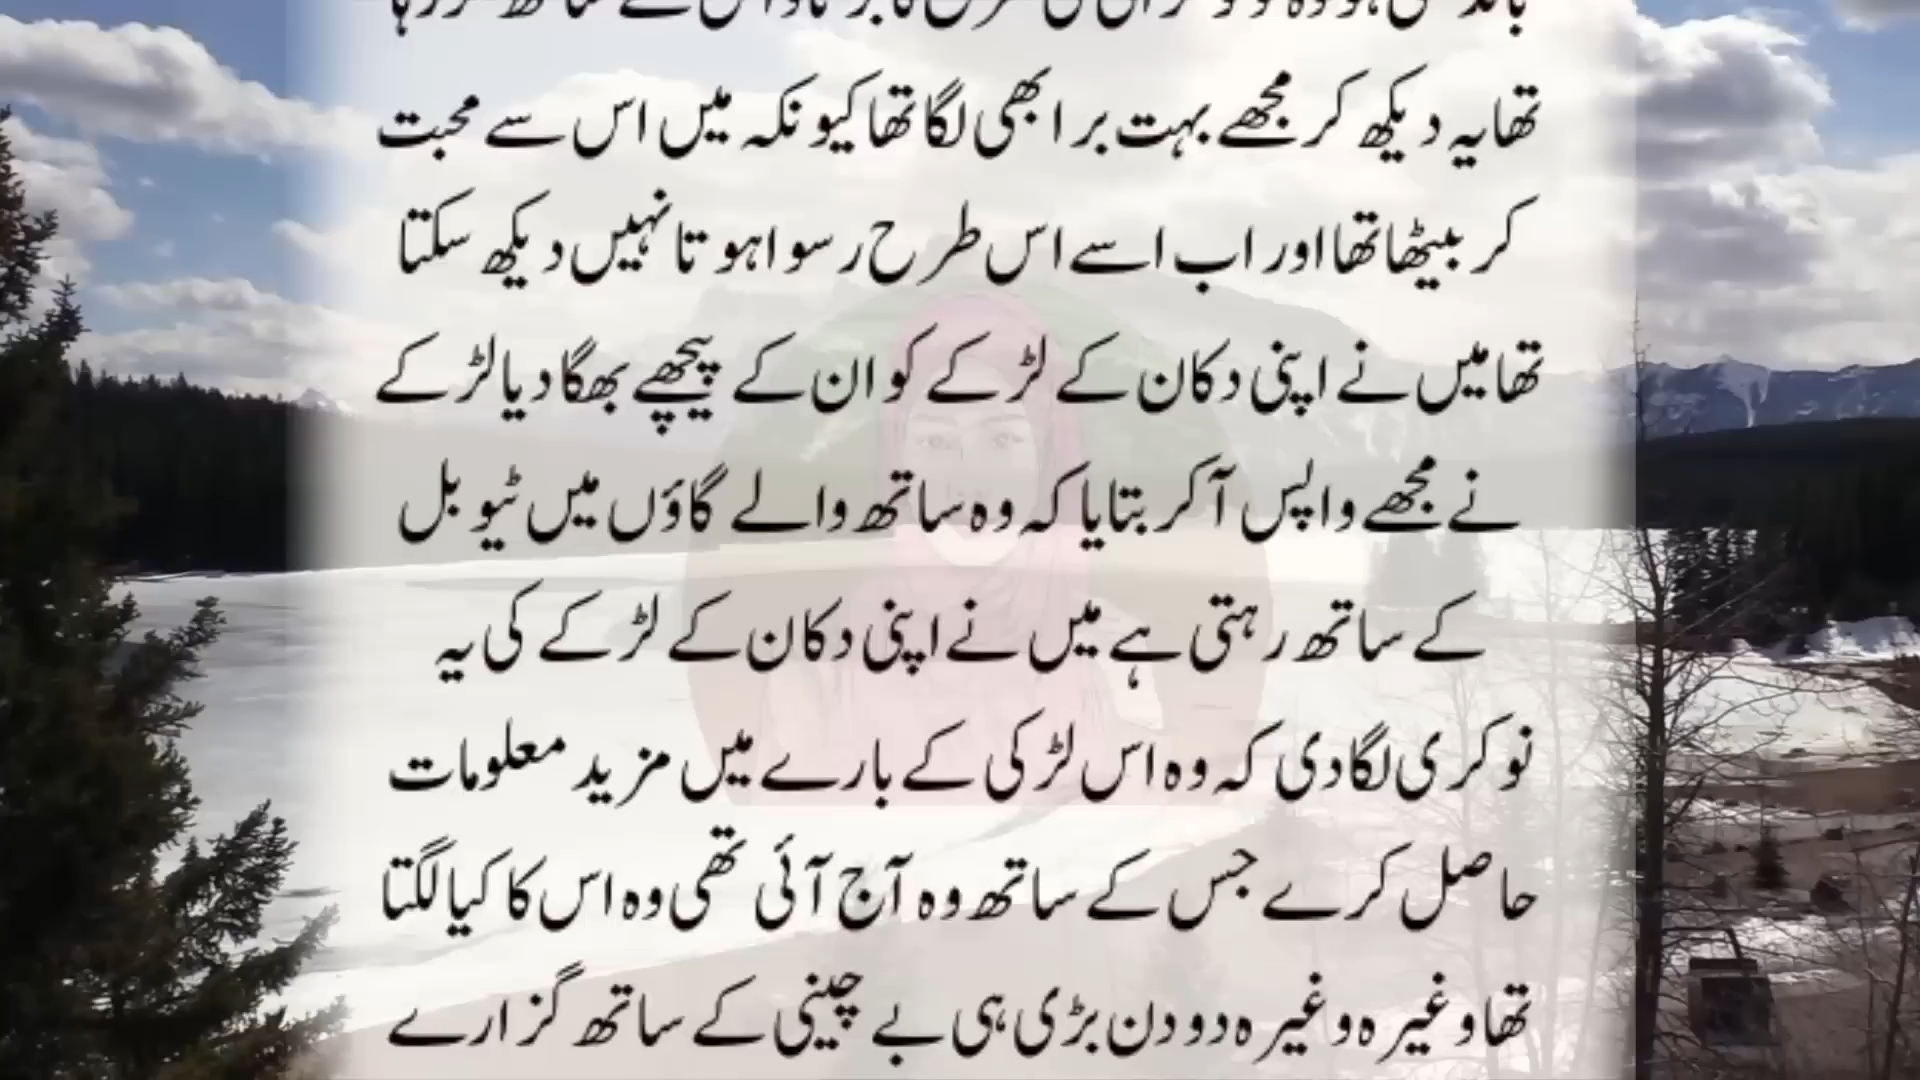 تھا یہ دیکھ کر مجھے بہت برا بھی لگا تھا کیونکہ میں اس سے محبت
کر بیٹھا تھا اور اب اسے اس طرح رسوا ہوتا نہیں دیکھ سکتا
تھا میں نے اپنی دکان کے لڑکے کو ان کے پیچھے بھگا دیا لڑکے
نے مجھے واپس آکر بتایا کہ وہ ساتھ والے گاؤں میں ٹیوبل
کے ساتھ رہتی ہے میں نے اپنی دکان کے لڑکے کی یہ
نوکری لگا دی کہ وہ اس لڑکی کے بارے میں مزید معلومات
حاصل کرے جس کے ساتھ وہ آج آئی تھی وہ اس کا کیا لگتا
تھا وغیرہ وغیرہ دو دن بڑی ہی بے چینی کے ساتھ گزارے